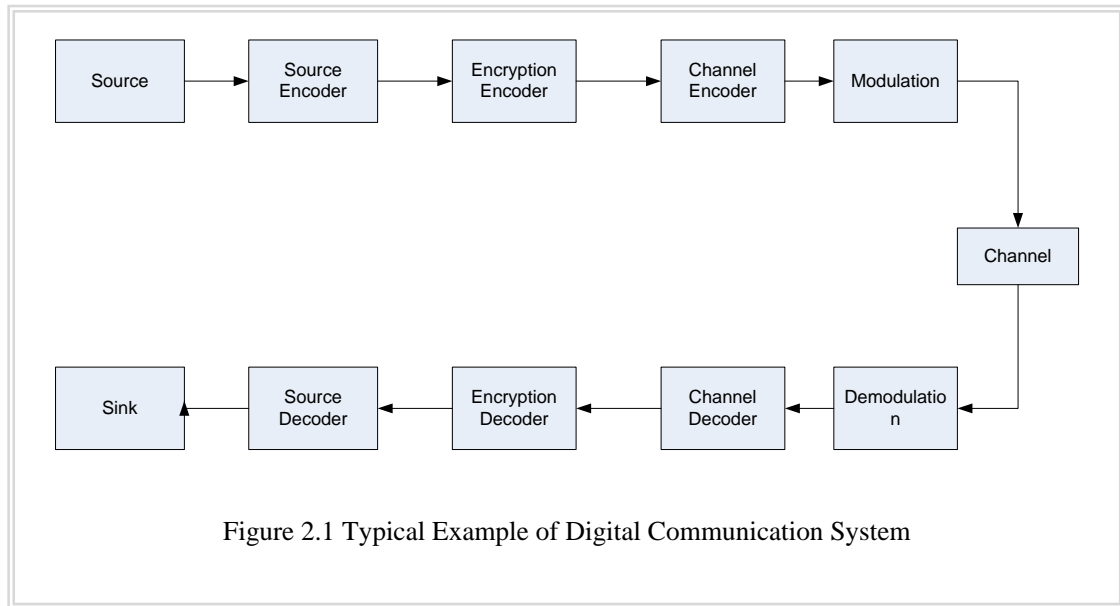 Source
Source
Encoder
Encryption
Encoder
Channel
Encoder
Modulation
Channel
Sink
Source
Decoder
Encryption
Decoder
Channel
Decoder
Demodulatio
n
Figure 2.1 Typical Example of Digital Communication System